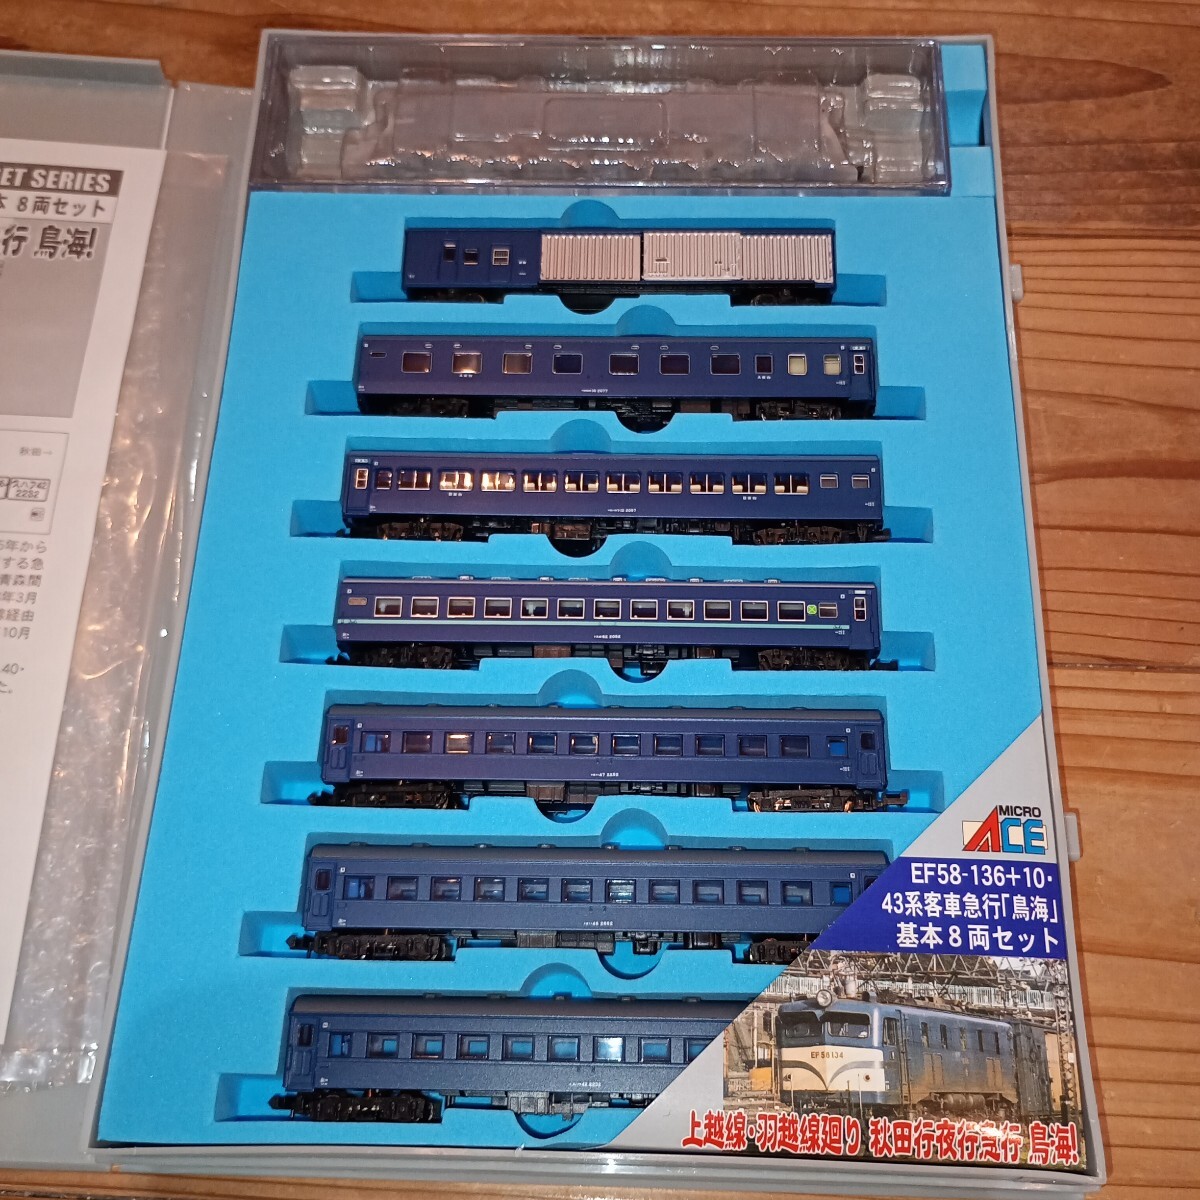 ET SERIES
本 8両セット
行 鳥海!
秋田→
スハフ42
2252
5年から
する急
青森間
年3月
経由
10月
40・
た。
MICRO
ACE
EF58-136+10・
43系客車急行「鳥海」
基本8両セット
EF58134
上越線・羽越線廻り 秋田行夜行急行 鳥海!